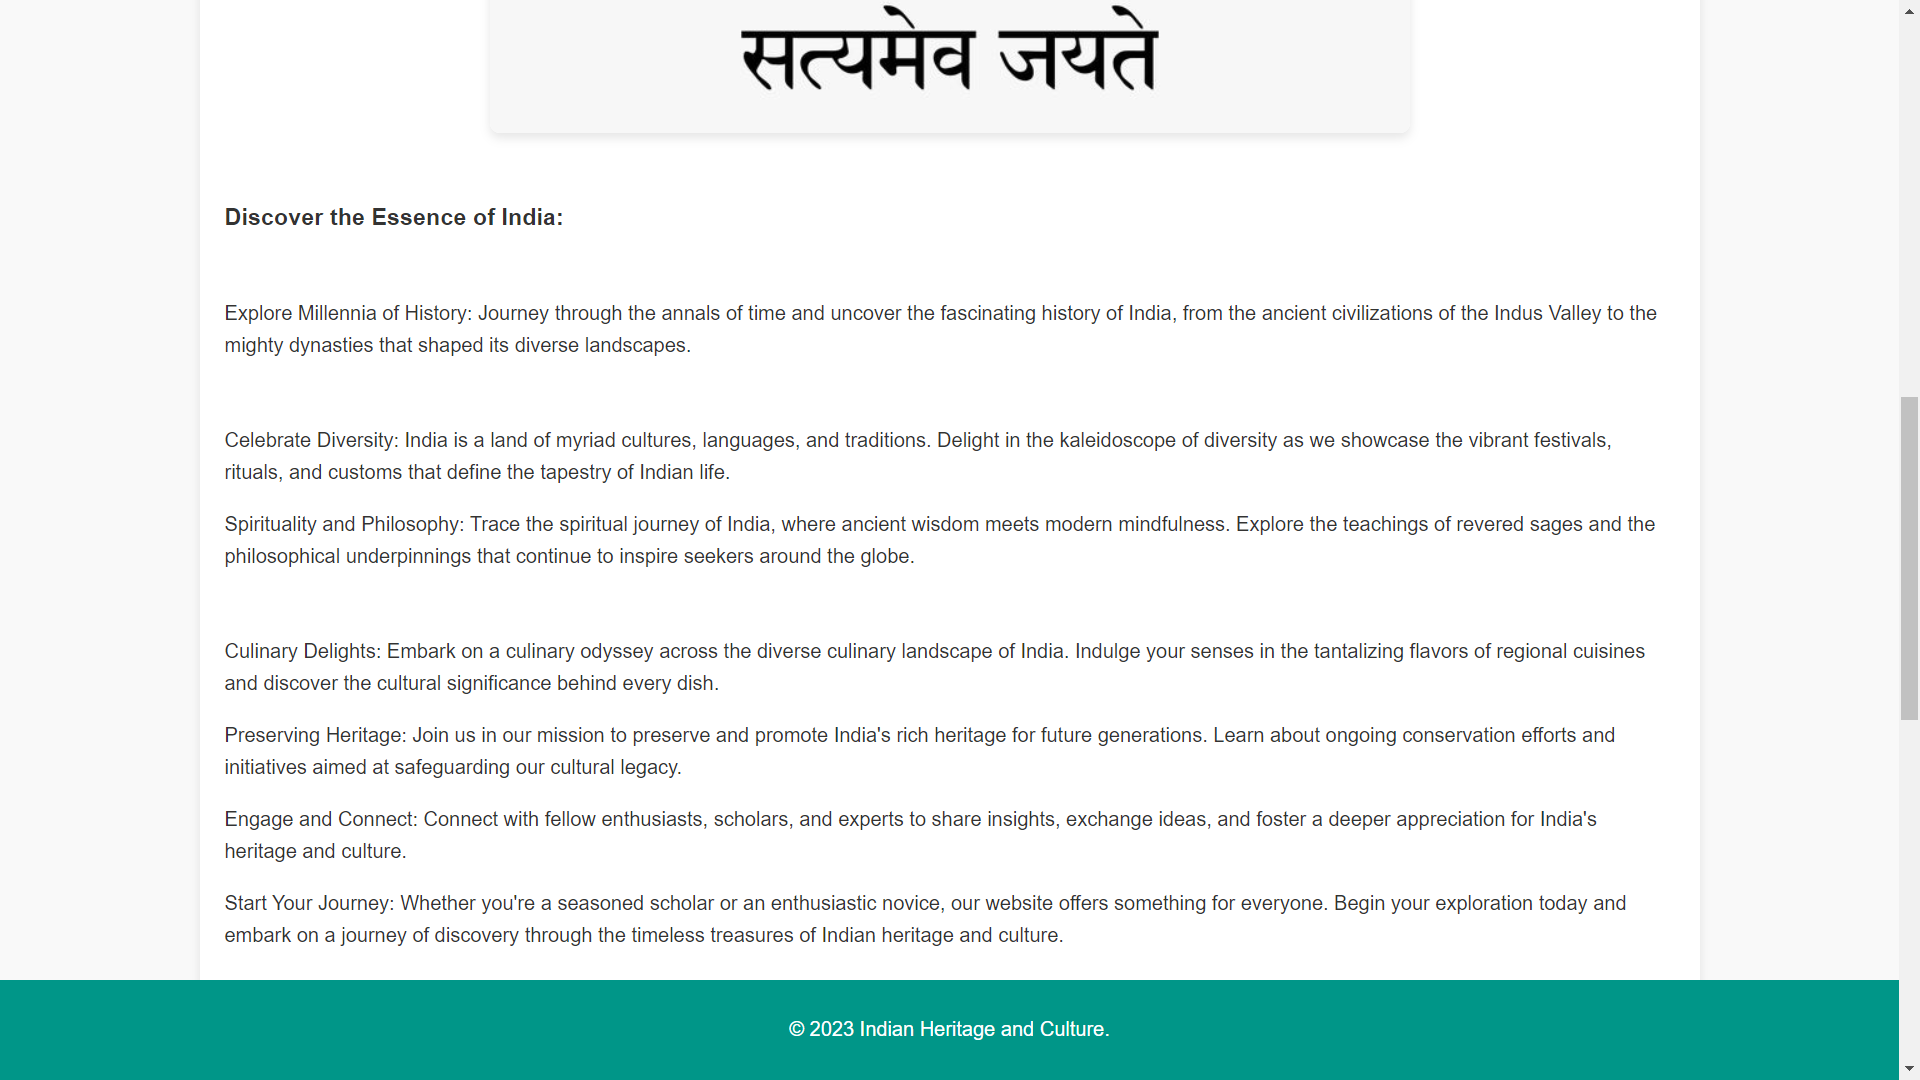 सत्यमेव जयते
Discover the Essence of India:
Explore Millennia of History: Journey through the annals of time and uncover the fascinating history of India, from the ancient civilizations of the Indus Valley to the
mighty dynasties that shaped its diverse landscapes.
Celebrate Diversity: India is a land of myriad cultures, languages, and traditions. Delight in the kaleidoscope of diversity as we showcase the vibrant festivals,
rituals, and customs that define the tapestry of Indian life.
Spirituality and Philosophy: Trace the spiritual journey of India, where ancient wisdom meets modern mindfulness. Explore the teachings of revered sages and the
philosophical underpinnings that continue to inspire seekers around the globe.
Culinary Delights: Embark on a culinary odyssey across the diverse culinary landscape of India. Indulge your senses in the tantalizing flavors of regional cuisines
and discover the cultural significance behind every dish.
Preserving Heritage: Join us in our mission to preserve and promote India's rich heritage for future generations. Learn about ongoing conservation efforts and
initiatives aimed at safeguarding our cultural legacy.
Engage and Connect: Connect with fellow enthusiasts, scholars, and experts to share insights, exchange ideas, and foster a deeper appreciation for India's
heritage and culture.
Start Your Journey: Whether you're a seasoned scholar or an enthusiastic novice, our website offers something for everyone. Begin your exploration today and
embark on a journey of discovery through the timeless treasures of Indian heritage and culture.
© 2023 Indian Heritage and Culture.